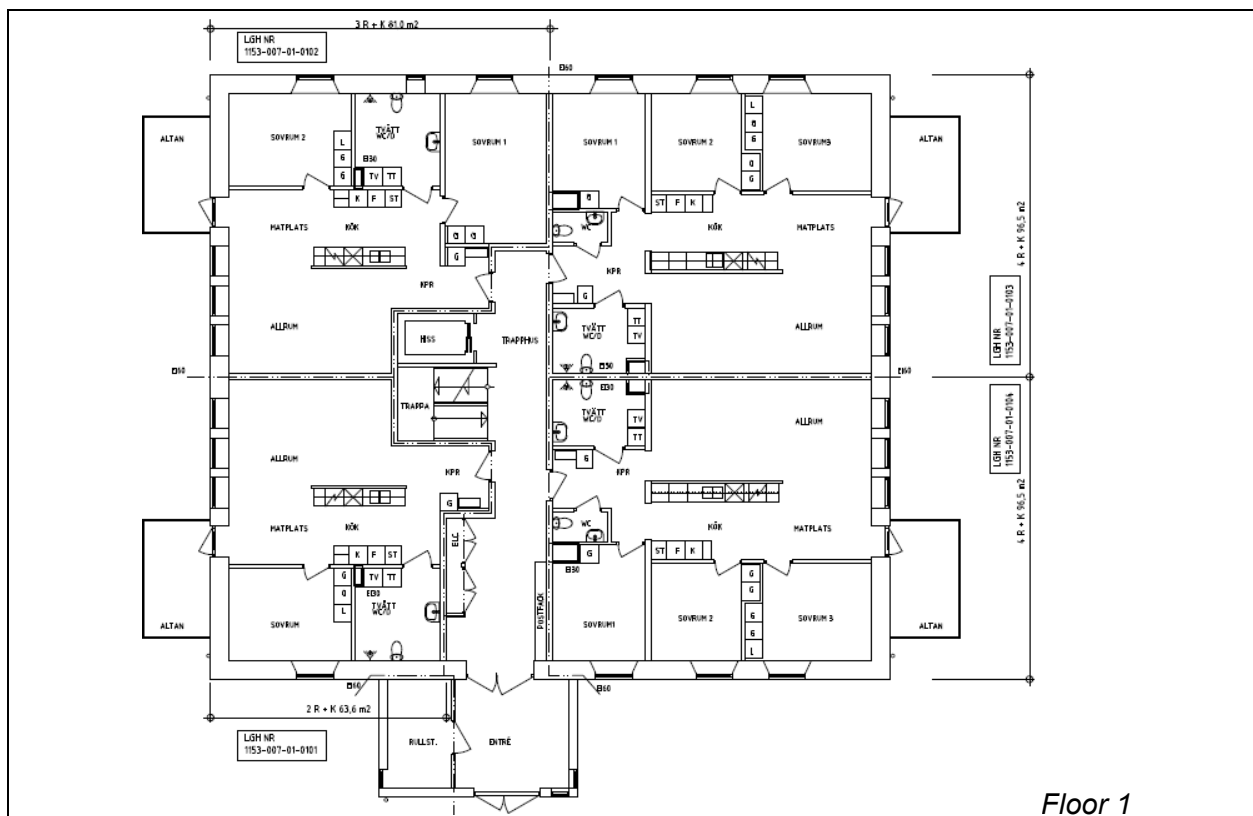 3 R + K 81,0 m2
LGH NR
1153-007-01-0102
EI60
ALTAN
SOVRUM 2
TVÄTT
WC/D
SOVRUM 1
SOVRUM 1
SOVRUM 2
SOVRUM3
ALTAN
L
G
G
EI30
TV
TT
K
F
ST
L
G
G
G
G
ST
F
K
MATPLATS
KÖK
G
G
G
KPR
WC
G
KÖK
MATPLATS
KPR
G
4 R + K 96,5 m2
LGH NR
1153-007-01-0103
ALLRUM
HISS
TRAPPHUS
TVÄTT
WC/D
TT
TV
ALLRUM
EI60
EI30
EI30
EI60
TRAPPA
TVÄTT
WC/D
TV
TT
ALLRUM
LGH NR
1153-007-01-0104
4 R + K 96,5 m2
ALLRUM
KPR
G
G
KPR
MATPLATS
KÖK
ELC
WC
KÖK
MATPLATS
K
F
ST
G
EI30
ST
F
K
G
G
L
TV
TT
EI30
TVÄTT
WC/D
G
G
G
G
L
ALTAN
SOVRUM
POSTFACK
SOVRUM1
SOVRUM 2
SOVRUM 3
ALTAN
EI60
EI60
2 R + K 63,6 m2
LGH NR
1153-007-01-0101
RULLST.
ENTRÉ
Floor 1